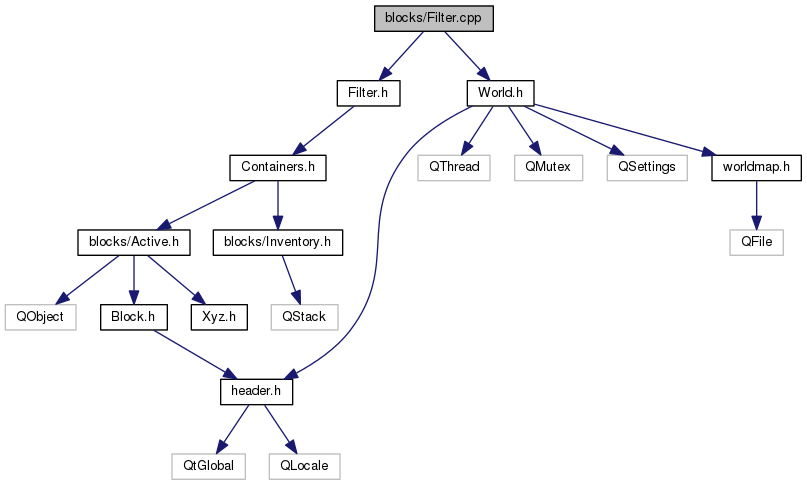 blocks/Filter.cpp
Filter.h
World.h
Containers.h
QThread
QMutex
QSettings
worldmap.h
blocks/Active.h
blocks/Inventory.h
QFile
QObject
Block.h
Xyz.h
QStack
header.h
QtGlobal
QLocale